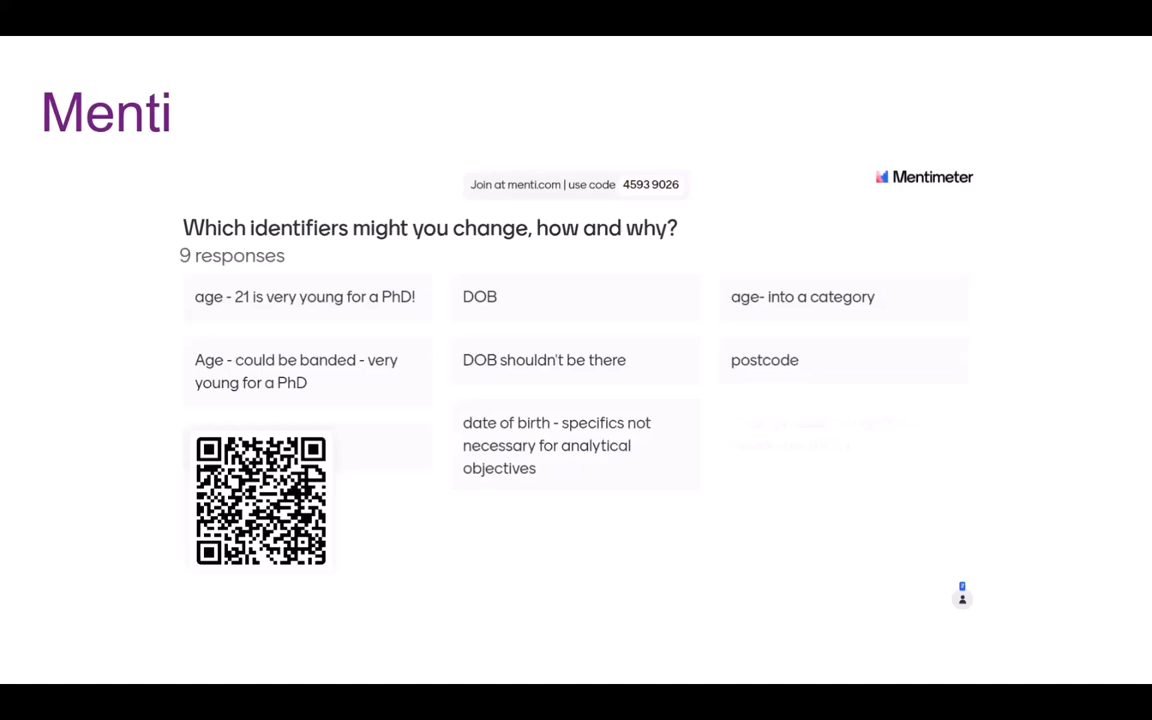 Menti
Join at menti.com | use code 4593 9026
Mentimeter
Which identifiers might you change, how and why?
9 responses
age - 21 is very young for a PhD!
DOB
age- into a category
Age - could be banded - very
young for a PhD
DOB shouldn't be there
postcode
date of birth - specifics not
necessary for analytical
objectives